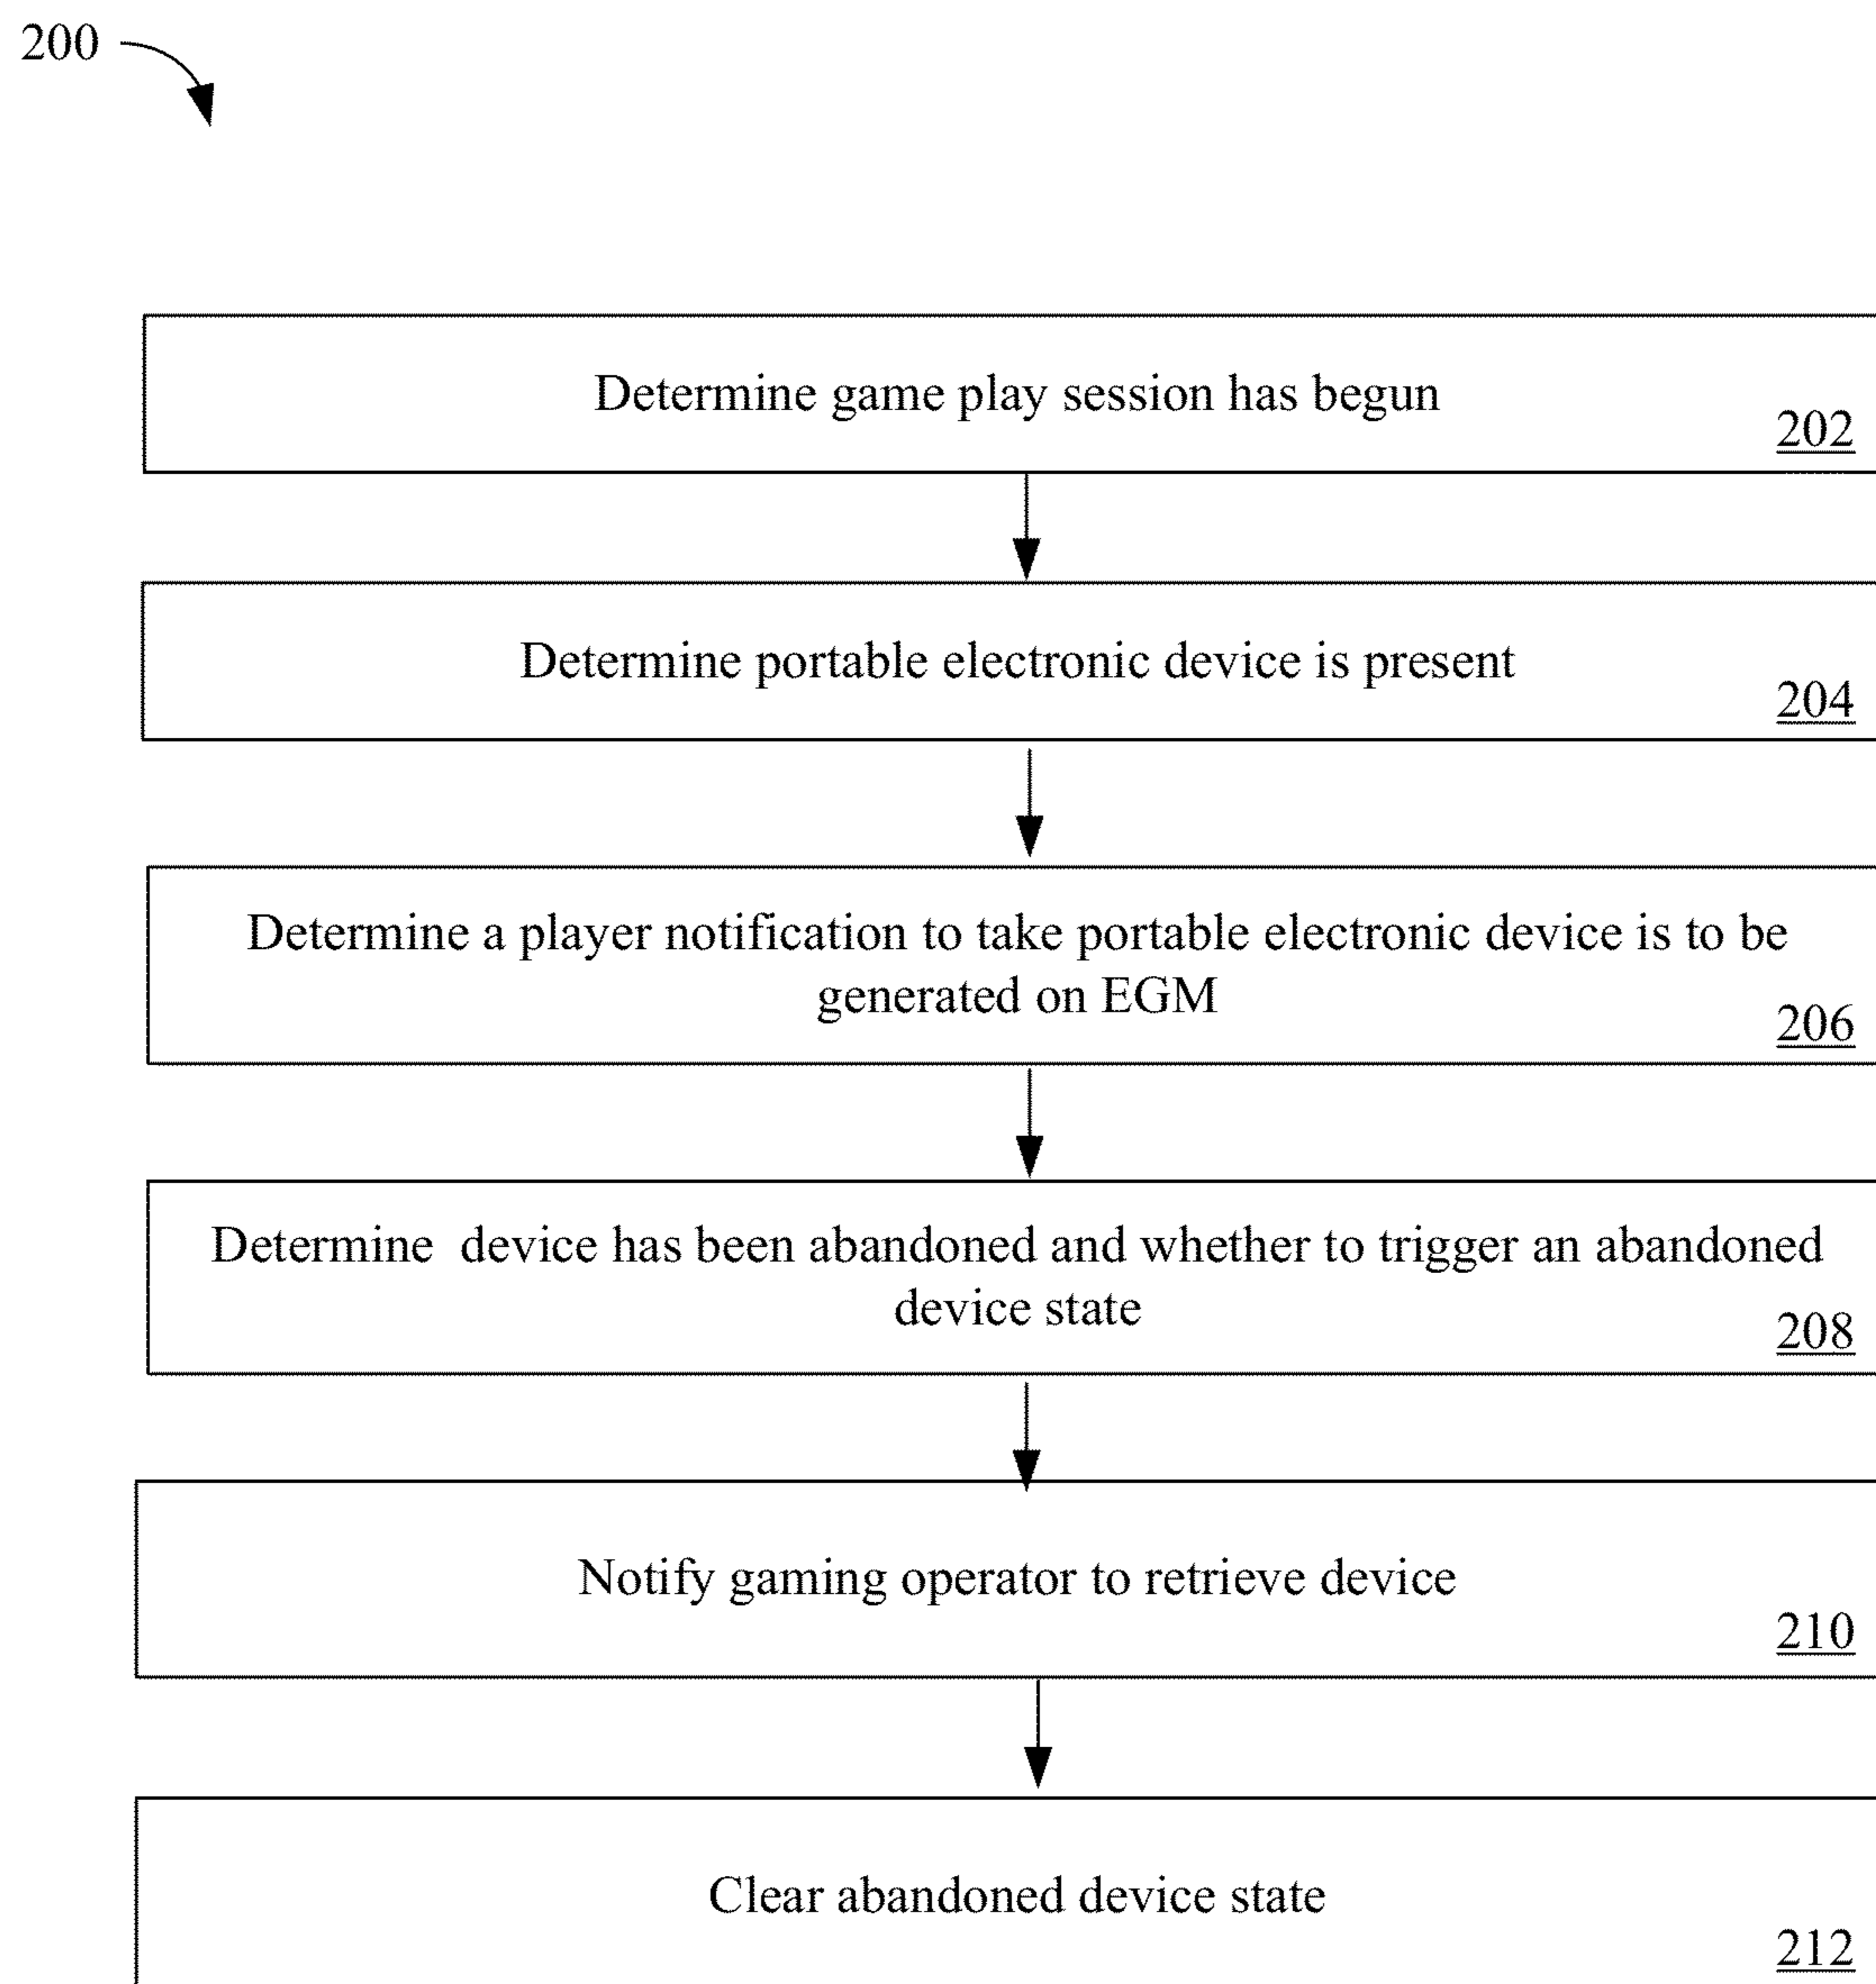 200
Determine game play session has begun
202
Determine portable electronic device is present
204
Determine a player notification to take portable electronic device is to be
generated on EGM
206
Determine  device has been abandoned and whether to trigger an abandoned
device state
208
Notify gaming operator to retrieve device
210
Clear abandoned device state
212